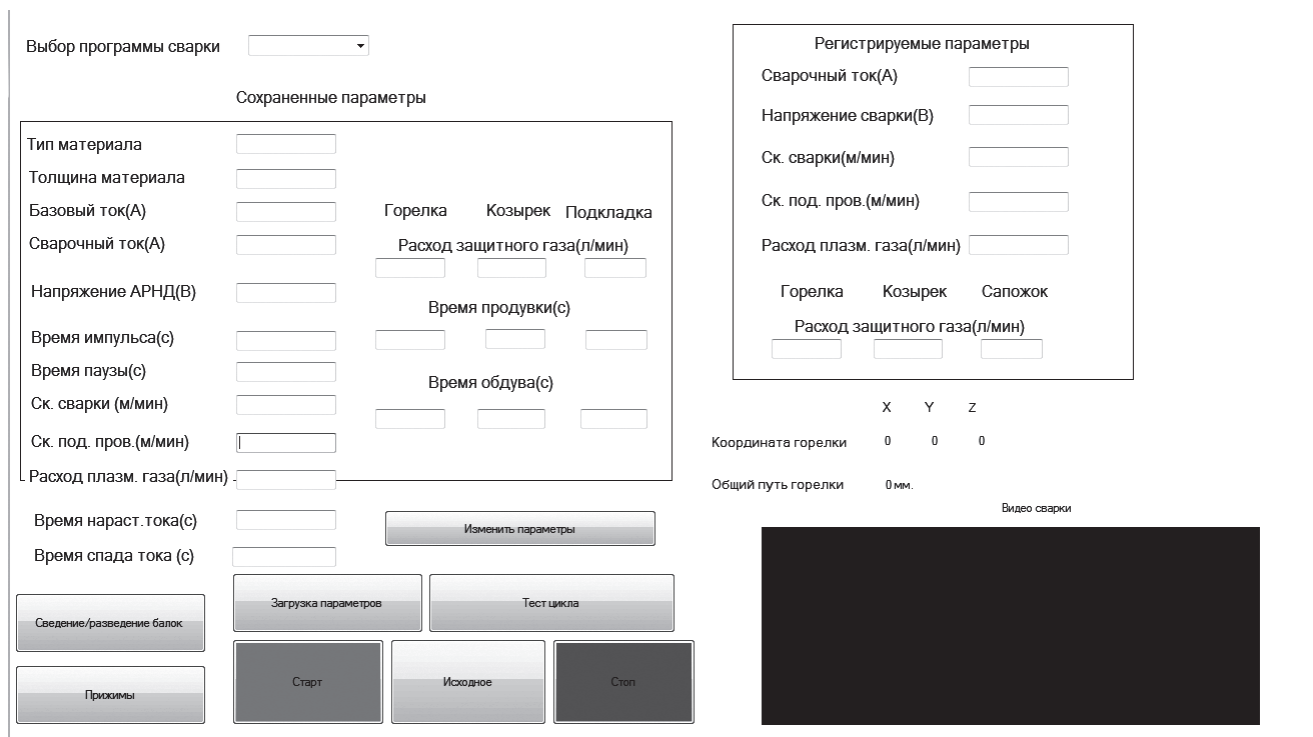 Выбор программы сварки
Сохраненные параметры
Тип материала
Толщина материала
Базовый ток(А)
Сварочный ток(А)
Напряжение АРНД(В)
Время импульса(с)
Время паузы(с)
Ск. сварки (м/мин)
Ск. под. пров.(м/мин)
Расход плазм. газа(л/мин)
Время нараст.тока(с)
Время спада тока (с)
Горелка Козырек Подкладка
Расход защитного газа(л/мин)
Время продувки(с)
Время обдува(с)
Изменить параметры
Загрузка параметров
Тест цикла
Сведение/разведение балок
Прижимы
Старт
Исходное
Стоп
Регистрируемые параметры
Сварочный ток(А)
Напряжение сварки(В)
Ск. сварки(м/мин)
Ск. под. пров.(м/мин)
Расход плазм. газа(л/мин)
Горелка Козырек Сапожок
Расход защитного газа(л/мин)
X Y Z
Координата горелки 0 0 0
Общий путь горелки 0 мм.
Видео сварки